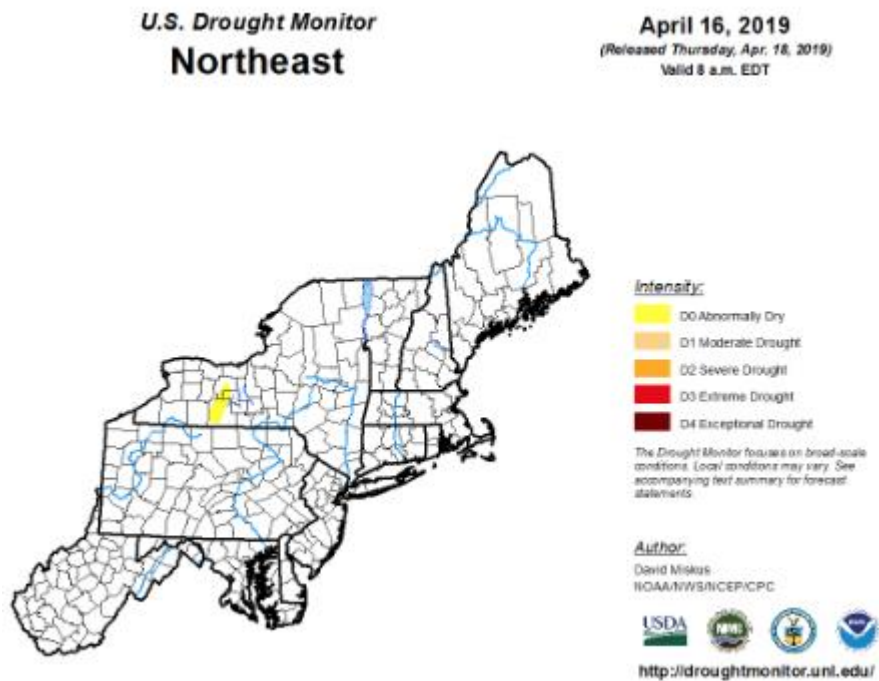 U.S. Drought Monitor
Northeast
April 16, 2019
(Released Thursday, Apr. 18, 2019)
Valid 8 a.m. EDT
Intensity:
D0 Abnormally Dry
D1 Moderate Drought
D2 Severe Drought
D3 Extreme Drought
D4 Exceptional Drought
The Drought Monitor focuses on broad-scale
conditions. Local conditions may vary. See
accompanying text summary for forecast
statements.
Author:
David Miskus
NOAA/NWS/NCEP/CPC
USDA
http://droughtmonitor.unl.edu/